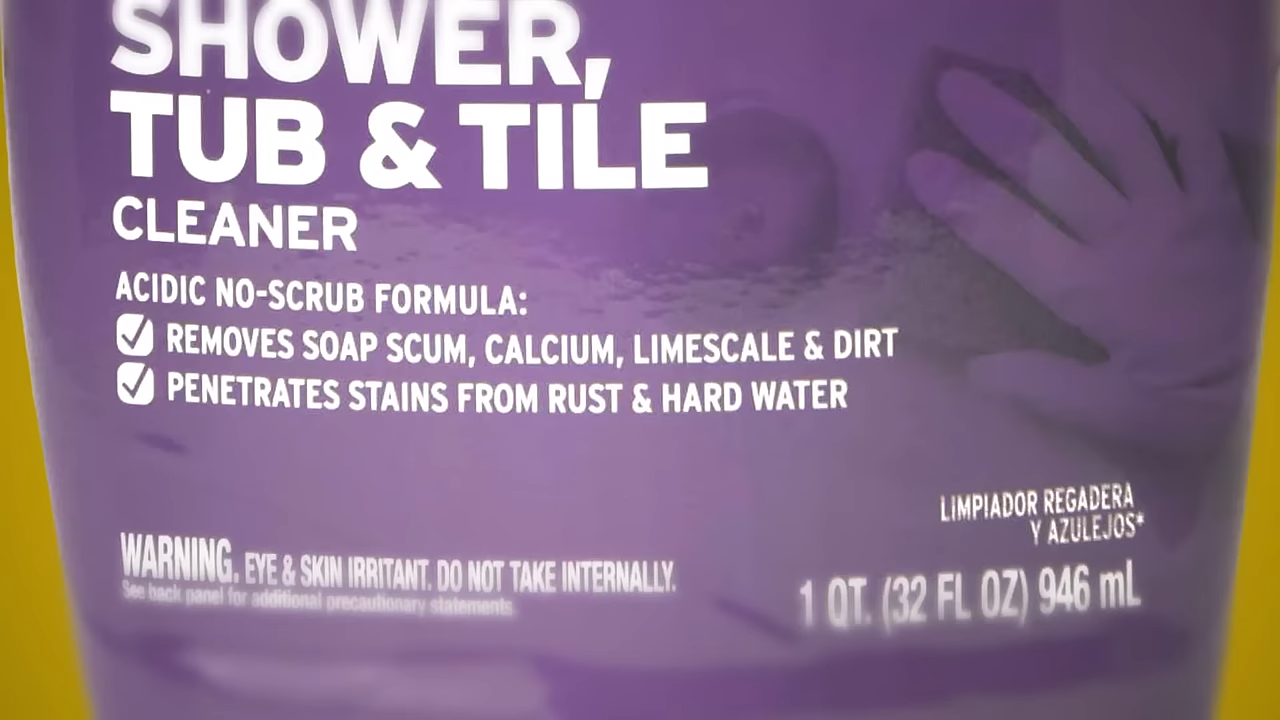 SHOWER,
TUB & TILE
CLEANER
ACIDIC NO-SCRUB FORMULA:
REMOVES SOAP SCUM, CALCIUM, LIMESCALE & DIRT
PENETRATES STAINS FROM RUST & HARD WATER
LIMPIADOR REGADERA
Y AZULEJOS*
WARNING. EYE & SKIN IRRITANT. DO NOT TAKE INTERNALLY.
See back panel for additional precautionary statements.
1 QT. (32 FL OZ) 946 mL